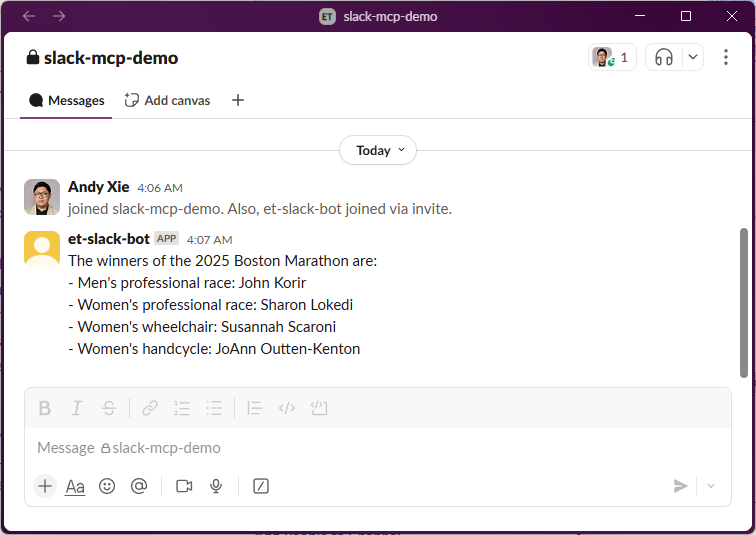 ET slack-mcp-demo
slack-mcp-demo
1
Messages
Add canvas
Today
Andy Xie 4:06 AM
joined slack-mcp-demo. Also, et-slack-bot joined via invite.
et-slack-bot APP 4:07 AM
The winners of the 2025 Boston Marathon are:
- Men's professional race: John Korir
- Women's professional race: Sharon Lokedi
- Women's wheelchair: Susannah Scaroni
- Women's handcycle: JoAnn Outten-Kenton
B I S
Message slack-mcp-demo
Aa